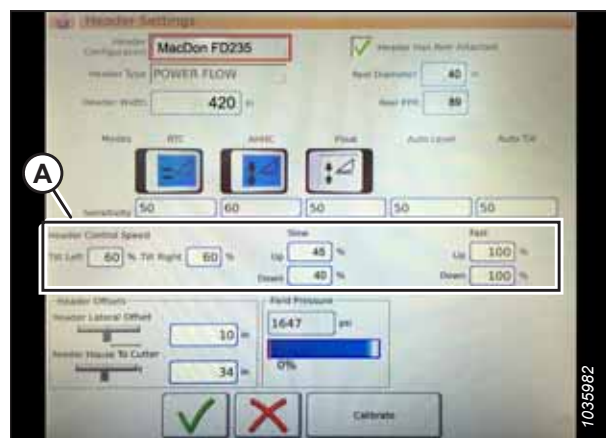 Header Settings
Header Configuration MacDon FD235
Header Has Reel Attached
Header Type POWER FLOW
Reel Diameter 40 in
Header Width 420 in
Reel PPR 89
Modes RTC AHHC Float Auto Level Auto Tilt
A
Sensitivity 50 60 50 50 50
Header Control Speed
Slow Fast
Tilt Left 60 % Tilt Right 60 % Up 45 % Up 100 %
Down 40 % Down 100 %
Header Offsets
Field Pressure
Header Lateral Offset
10 in
1647 psi
Feeder House To Cutter
34 in
0%
Calibrate
1035982